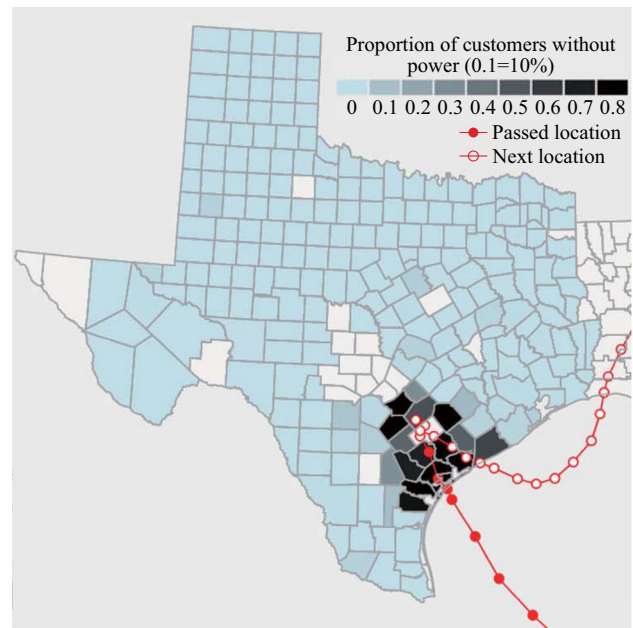 Proportion of customers without
power (0.1=10%)
0 0.1 0.2 0.3 0.4 0.5 0.6 0.7 0.8
Passed location
Next location